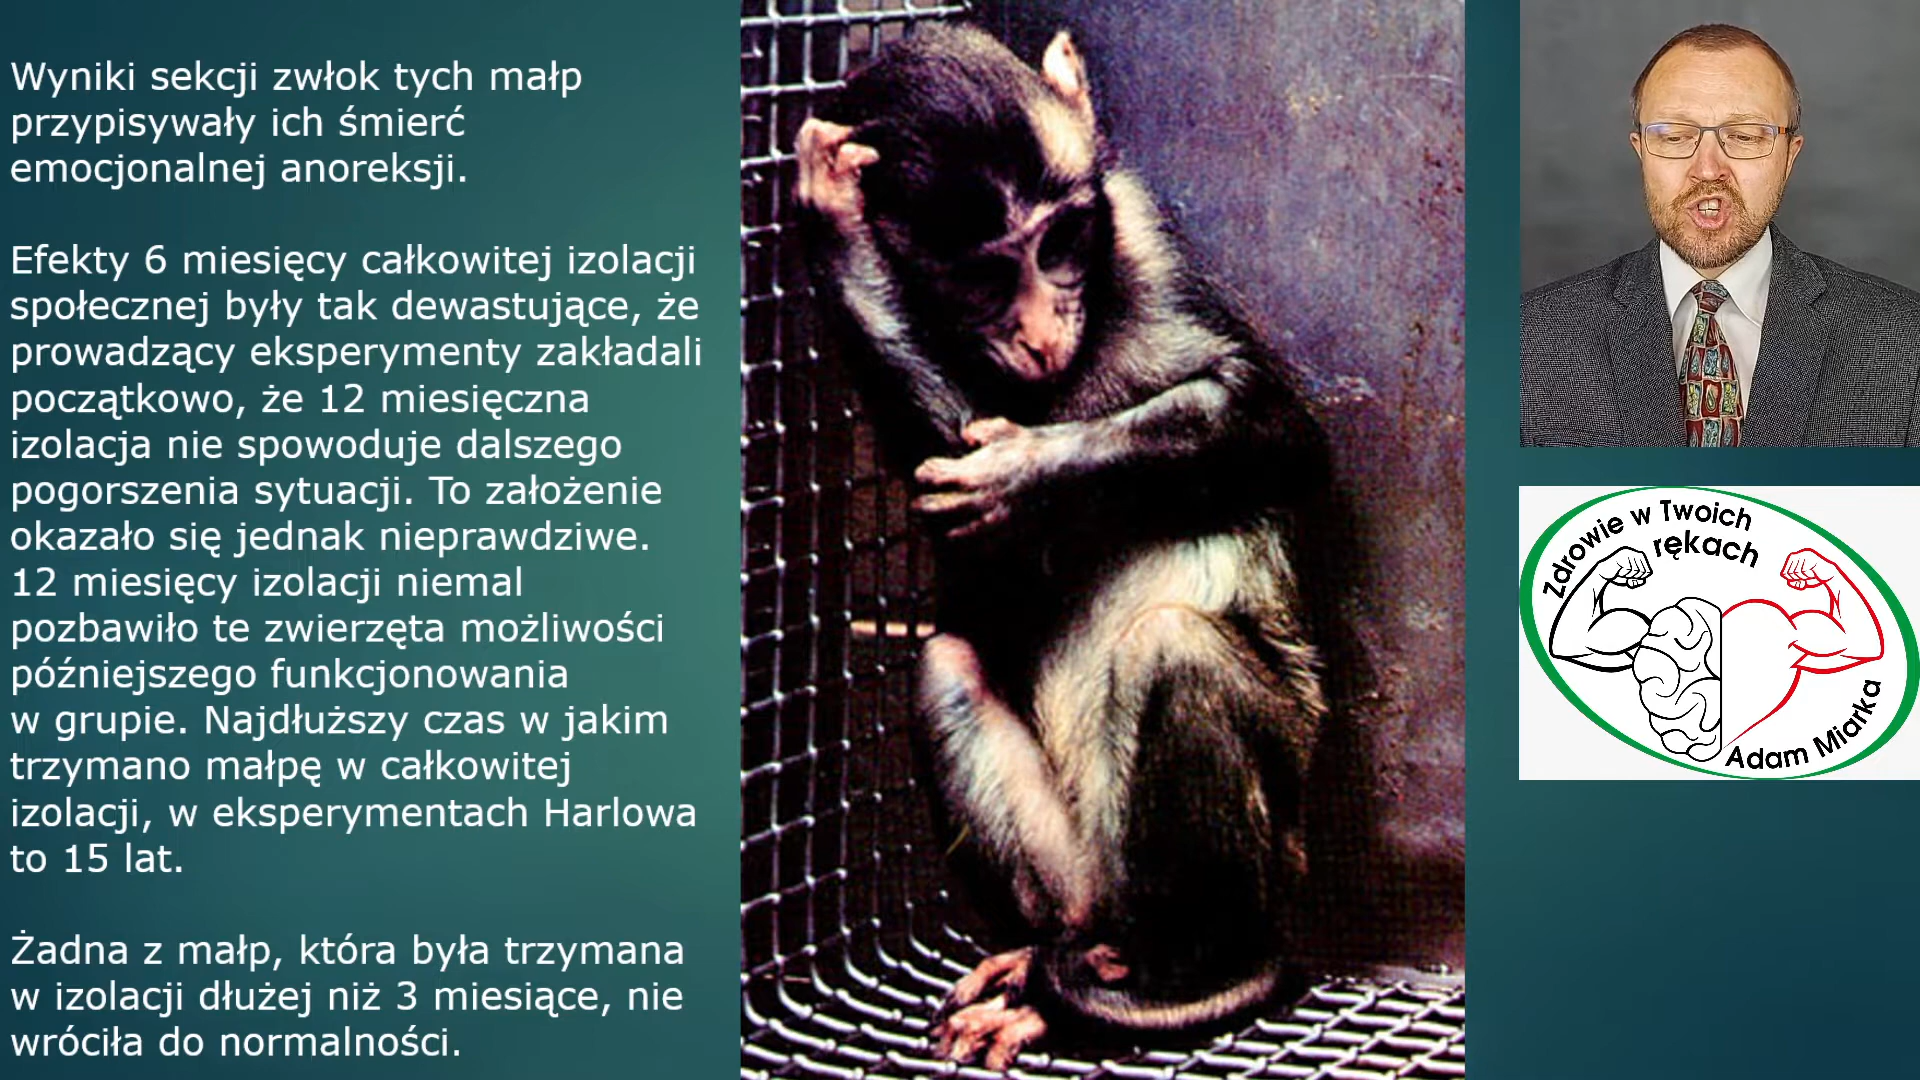 Wyniki sekcji zwłok tych małp
przypisywały ich śmierć
emocjonalnej anoreksji.
Efekty 6 miesięcy całkowitej izolacji
społecznej były tak dewastujące, że
prowadzący eksperymenty zakładali
początkowo, że 12 miesięczna
izolacja nie spowoduje dalszego
pogorszenia sytuacji. To założenie
okazało się jednak nieprawdziwe.
12 miesięcy izolacji niemal
pozbawiło te zwierzęta możliwości
późniejszego funkcjonowania
w grupie. Najdłuższy czas w jakim
trzymano małpę w całkowitej
izolacji, w eksperymentach Harlowa
to 15 lat.
Żadna z małp, która była trzymana
w izolacji dłużej niż 3 miesiące, nie
wróciła do normalności.
Zdrowie w Twoich
rękach
Adam Miarka